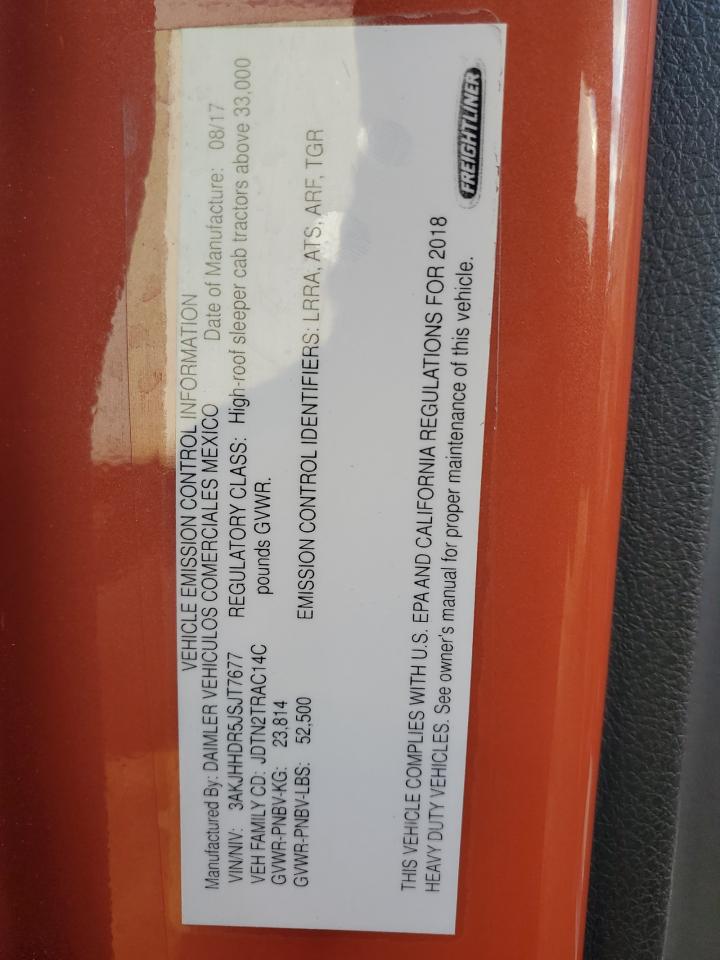 VEHICLE EMISSION CONTROL INFORMATION
Manufactured By: DAIMLER VEHICULOS COMERCIALES MEXICO Date of Manufacture: 08/17
VIN/NIV: 3AKJHHDR5JSJT7677 REGULATORY CLASS: High-roof sleeper cab tractors above 33,000
VEH FAMILY CD: JDTN2TRAC14C pounds GVWR.
GVWR-PNBV-KG: 23,814
GVWR-PNBV-LBS: 52,500 EMISSION CONTROL IDENTIFIERS: LRRA, ATS, ARF, TGR
THIS VEHICLE COMPLIES WITH U.S. EPA AND CALIFORNIA REGULATIONS FOR 2018
HEAVY DUTY VEHICLES. See owner's manual for proper maintenance of this vehicle.
FREIGHTLINER